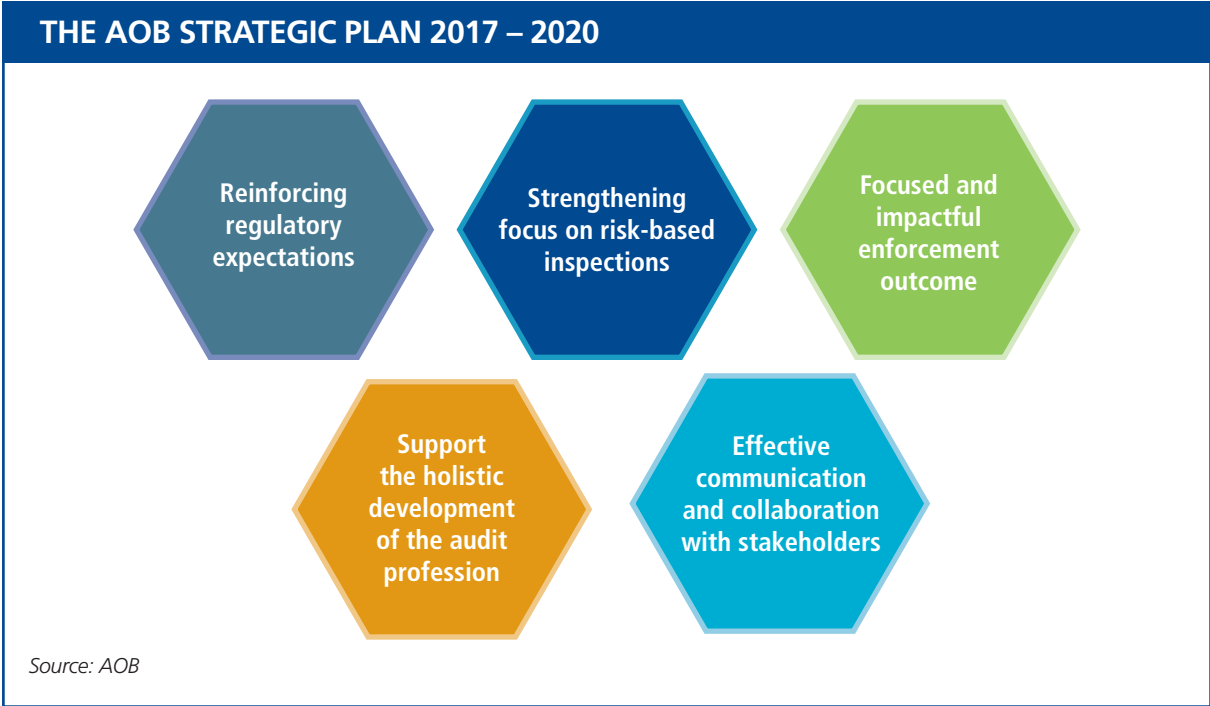 THE AOB STRATEGIC PLAN 2017 – 2020
Reinforcing
regulatory
expectations
Strengthening
focus on risk-based
inspections
Focused and
impactful
enforcement
outcome
Support
the holistic
development
of the audit
profession
Effective
communication
and collaboration
with stakeholders
Source: AOB